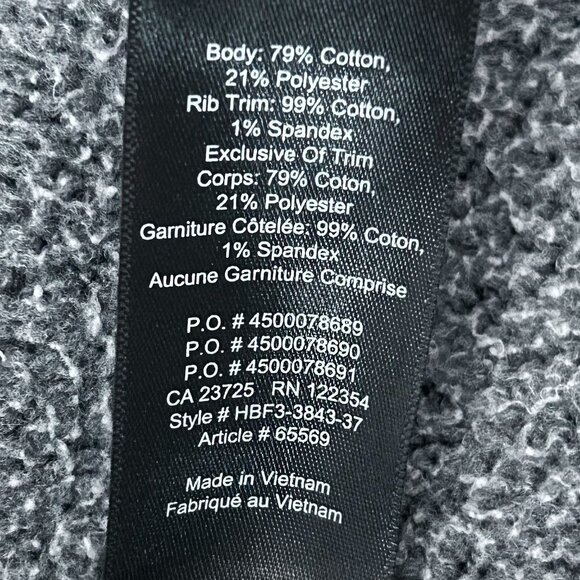 Body: 79% Cotton,
21% Polyester
Rib Trim: 99% Cotton,
1% Spandex
Exclusive Of Trim
Corps: 79% Coton,
21% Polyester
Garniture Côtelée: 99% Coton,
1% Spandex
Aucune Garniture Comprise
P.O. # 4500078689
P.O. # 4500078690
P.O. # 4500078691
CA 23725 RN 122354
Style # HBF3-3843-37
Article # 65569
Made in Vietnam
Fabriqué au Vietnam